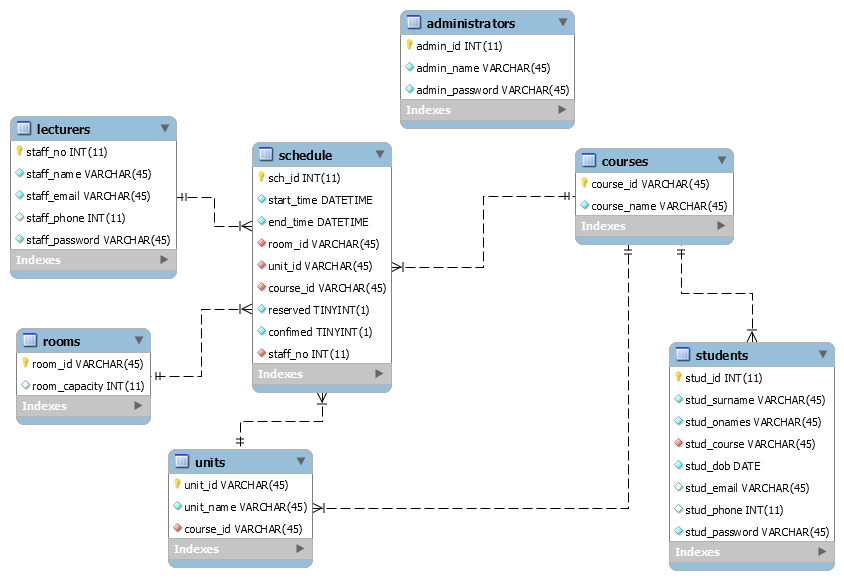 administrators
admin_id INT(11)
admin_name VARCHAR(45)
admin_password VARCHAR(45)
Indexes
lecturers
staff_no INT(11)
staff_name VARCHAR(45)
staff_email VARCHAR(45)
staff_phone INT(11)
staff_password VARCHAR(45)
Indexes
schedule
sch_id INT(11)
start_time DATETIME
end_time DATETIME
room_id VARCHAR(45)
unit_id VARCHAR(45)
course_id VARCHAR(45)
reserved TINYINT(1)
confimed TINYINT(1)
staff_no INT(11)
Indexes
courses
course_id VARCHAR(45)
course_name VARCHAR(45)
Indexes
rooms
room_id VARCHAR(45)
room_capacity INT(11)
Indexes
students
stud_id INT(11)
stud_surname VARCHAR(45)
stud_onames VARCHAR(45)
stud_course VARCHAR(45)
stud_dob DATE
stud_email VARCHAR(45)
stud_phone INT(11)
stud_password VARCHAR(45)
Indexes
units
unit_id VARCHAR(45)
unit_name VARCHAR(45)
course_id VARCHAR(45)
Indexes